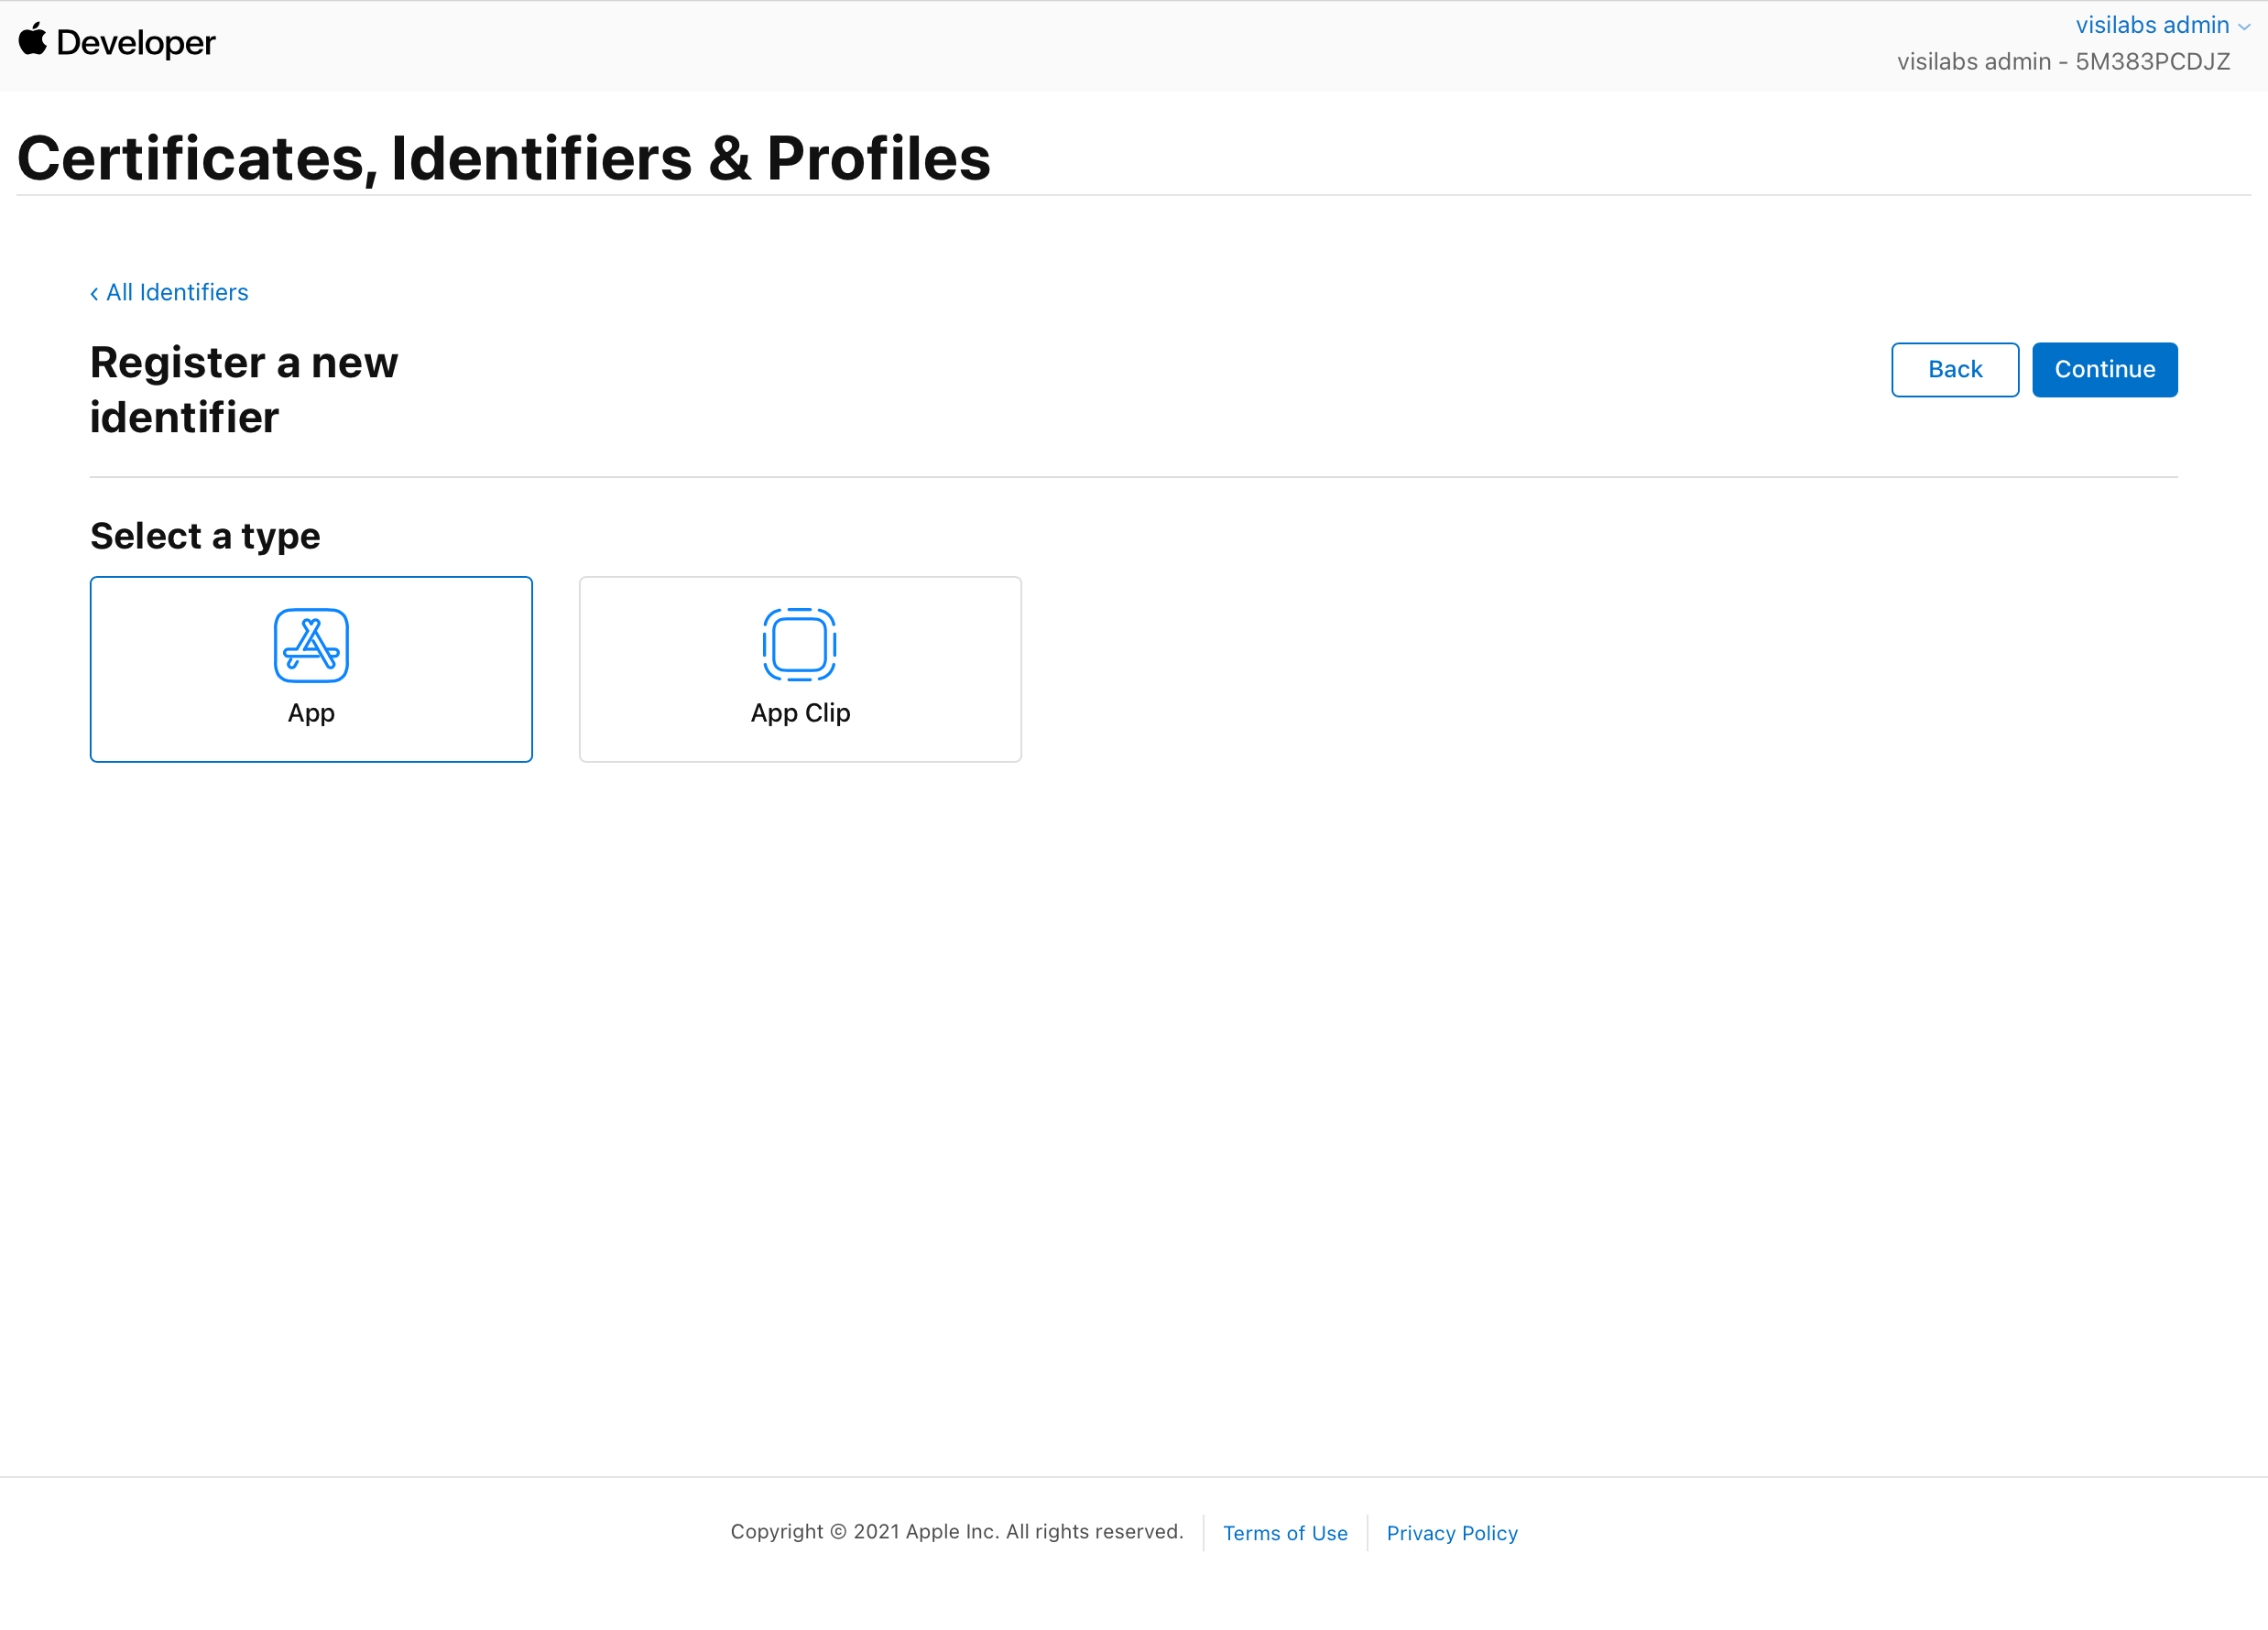 Developer
visilabs admin
visilabs admin - 5M383PCDJZ
Certificates, Identifiers & Profiles
‹ All Identifiers
Register a new
identifier
Back
Continue
Select a type
App
App Clip
Copyright © 2021 Apple Inc. All rights reserved.
Terms of Use
Privacy Policy